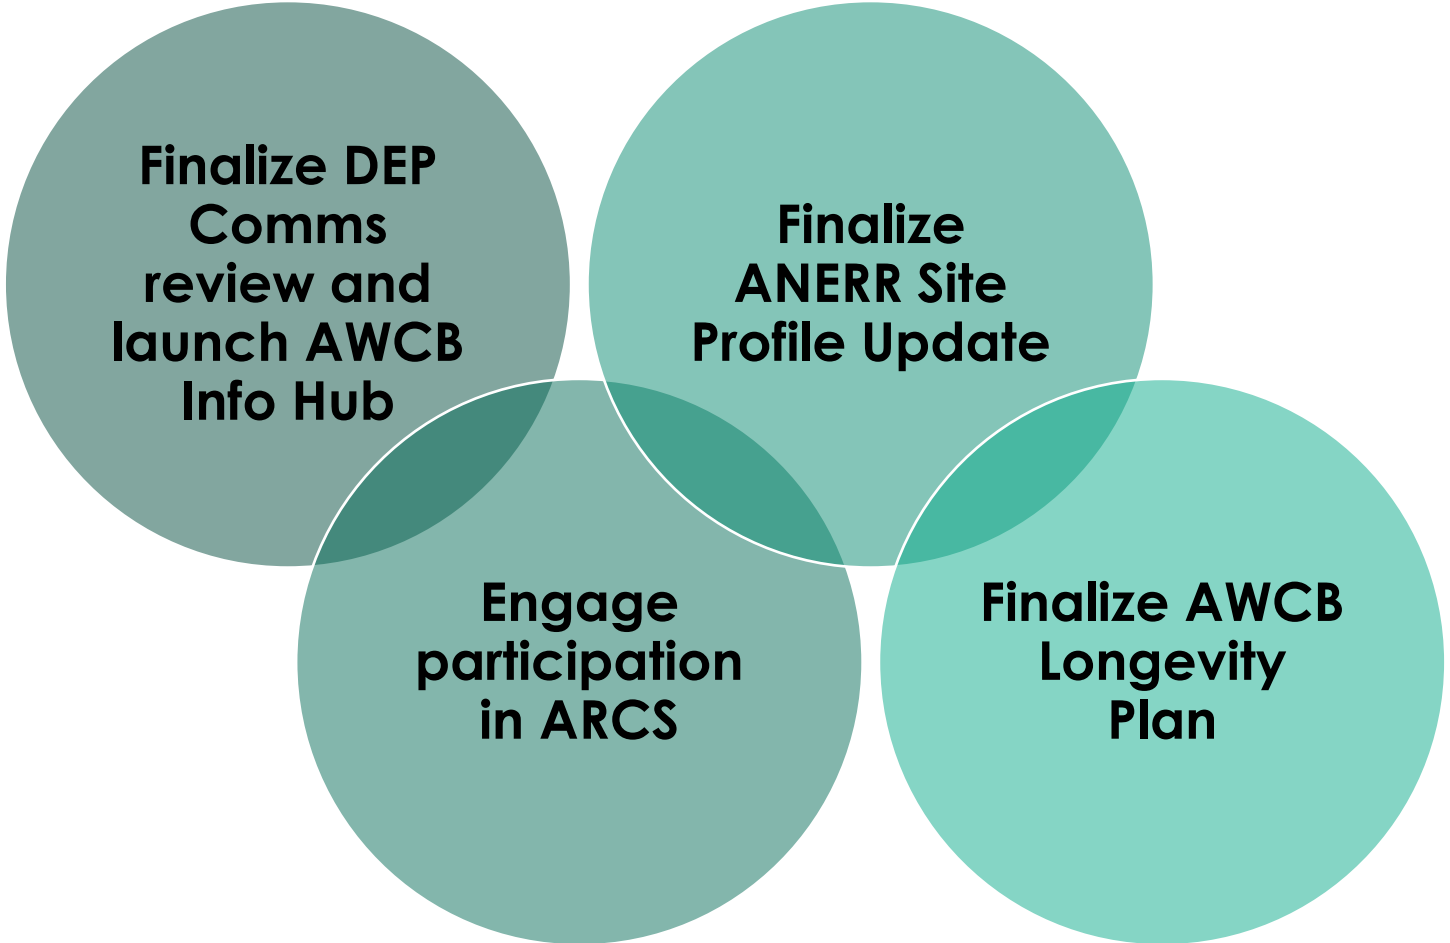 Finalize DEP
Comms
review and
launch AWCB
Info Hub
Engage
participation
in ARCS
Finalize
ANERR Site
Profile Update
Finalize AWCB
Longevity
Plan